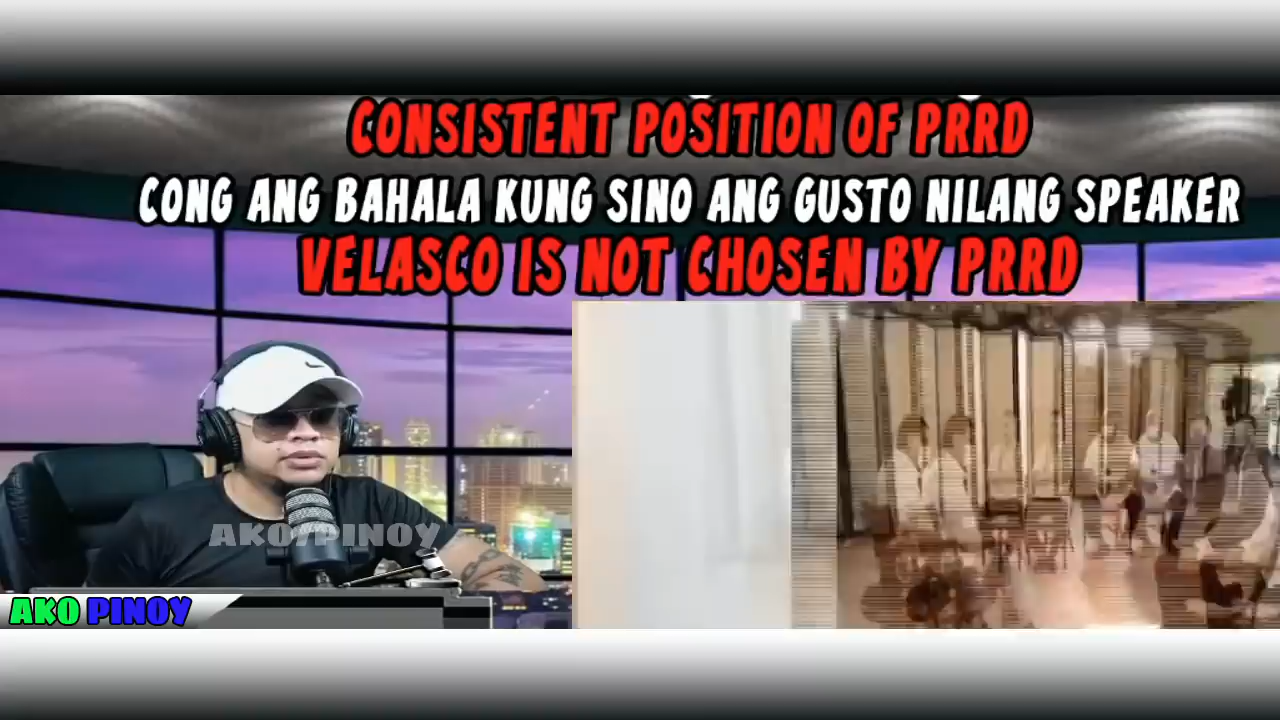 CONSISTENT POSITION OF PRRD
CONG ANG BAHALA KUNG SINO ANG GUSTO NILANG SPEAKER
VELASCO IS NOT CHOSEN BY PRRD
AKO/PINOY
AKO PINOY